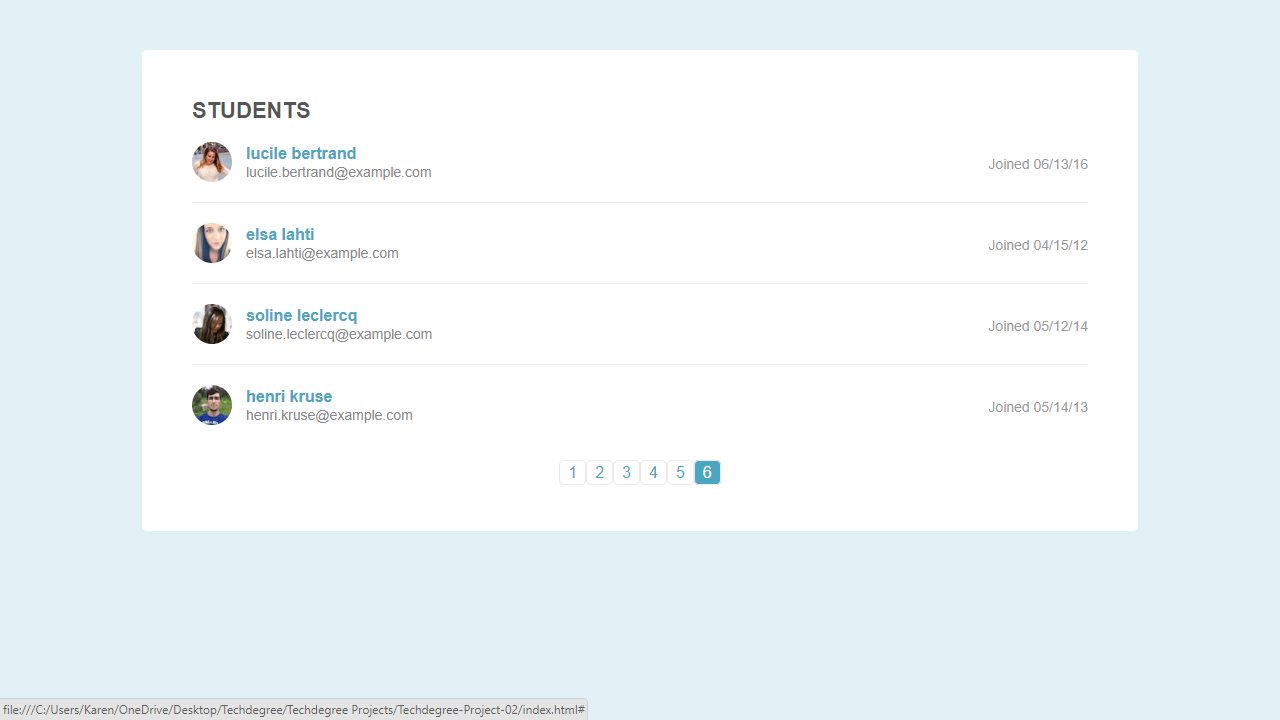 STUDENTS
lucile bertrand
lucile.bertrand@example.com
Joined 06/13/16
elsa lahti
elsa.lahti@example.com
Joined 04/15/12
soline leclercq
soline.leclercq@example.com
Joined 05/12/14
henri kruse
henri.kruse@example.com
Joined 05/14/13
1 2 3 4 5 6
file:///C:/Users/Karen/OneDrive/Desktop/Techdegree/Techdegree Projects/Techdegree-Project-02/index.html#